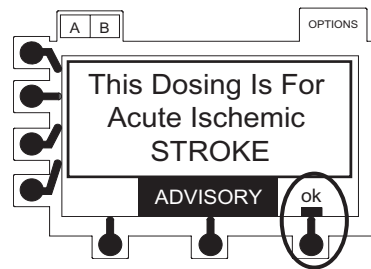 A B
OPTIONS
This Dosing Is For
Acute Ischemic
STROKE
ADVISORY
ok